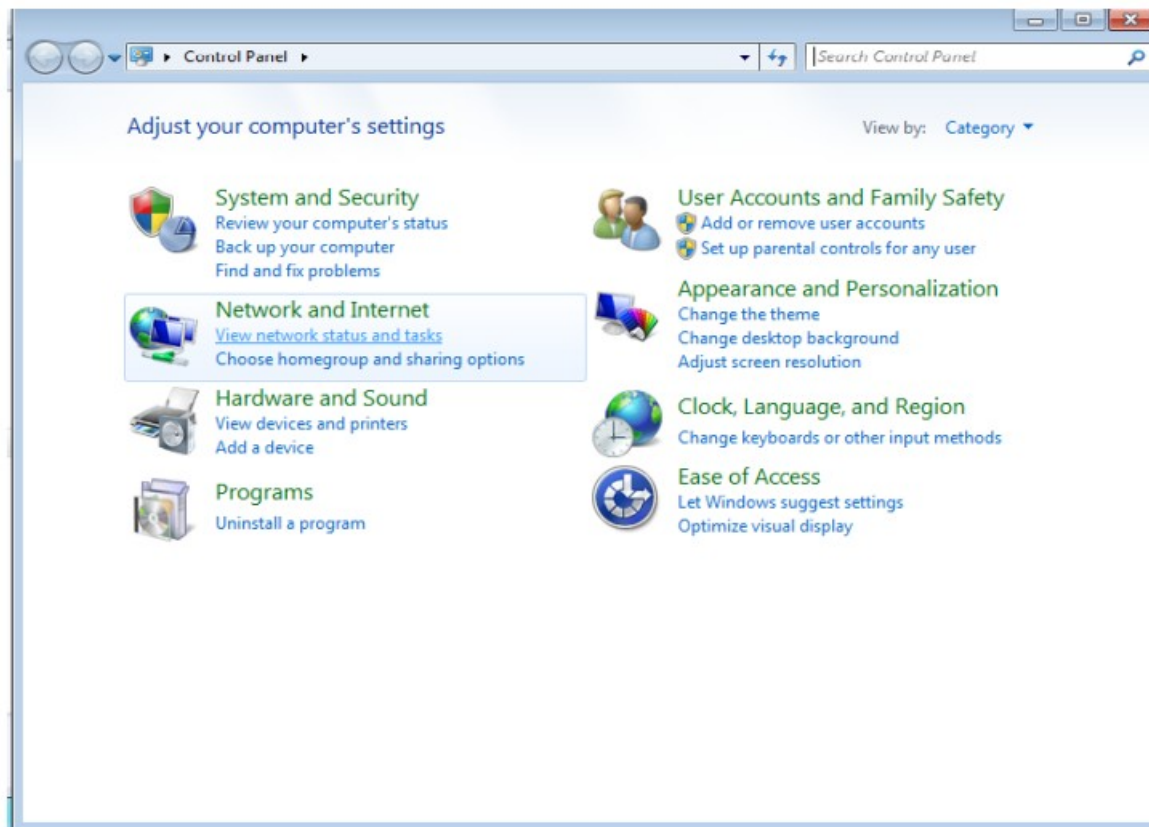 Control Panel
Search Control Panel
Adjust your computer's settings
View by: Category
System and Security
Review your computer's status
Back up your computer
Find and fix problems
Network and Internet
View network status and tasks
Choose homegroup and sharing options
Hardware and Sound
View devices and printers
Add a device
Programs
Uninstall a program
User Accounts and Family Safety
Add or remove user accounts
Set up parental controls for any user
Appearance and Personalization
Change the theme
Change desktop background
Adjust screen resolution
Clock, Language, and Region
Change keyboards or other input methods
Ease of Access
Let Windows suggest settings
Optimize visual display